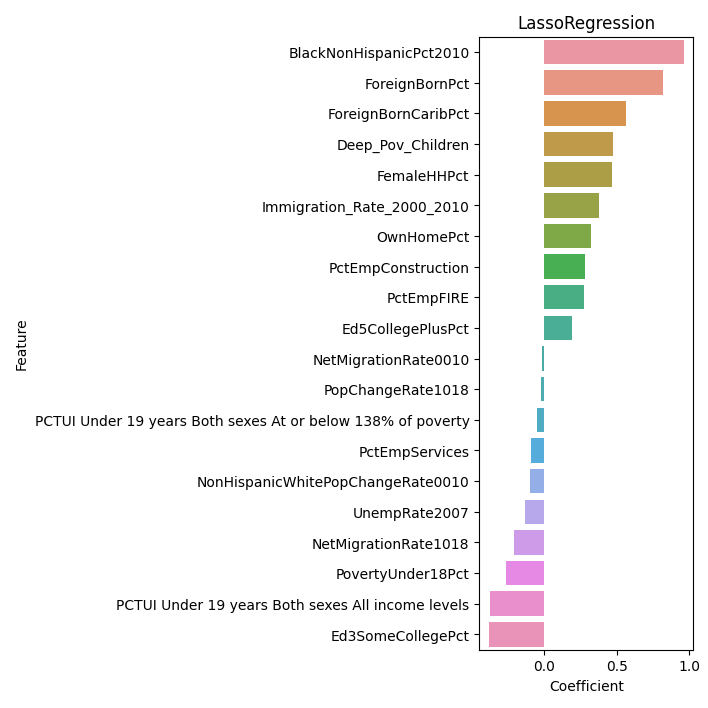 LassoRegression
BlackNonHispanicPct2010
ForeignBornPct
ForeignBornCaribPct
Deep_Pov_Children
FemaleHHPct
Immigration_Rate_2000_2010
OwnHomePct
PctEmpConstruction
PctEmpFIRE
Ed5CollegePlusPct
NetMigrationRate0010
PopChangeRate1018
PCTUI Under 19 years Both sexes At or below 138% of poverty
PctEmpServices
NonHispanicWhitePopChangeRate0010
UnempRate2007
NetMigrationRate1018
PovertyUnder18Pct
PCTUI Under 19 years Both sexes All income levels
Ed3SomeCollegePct
Feature
0.0 0.5 1.0
Coefficient